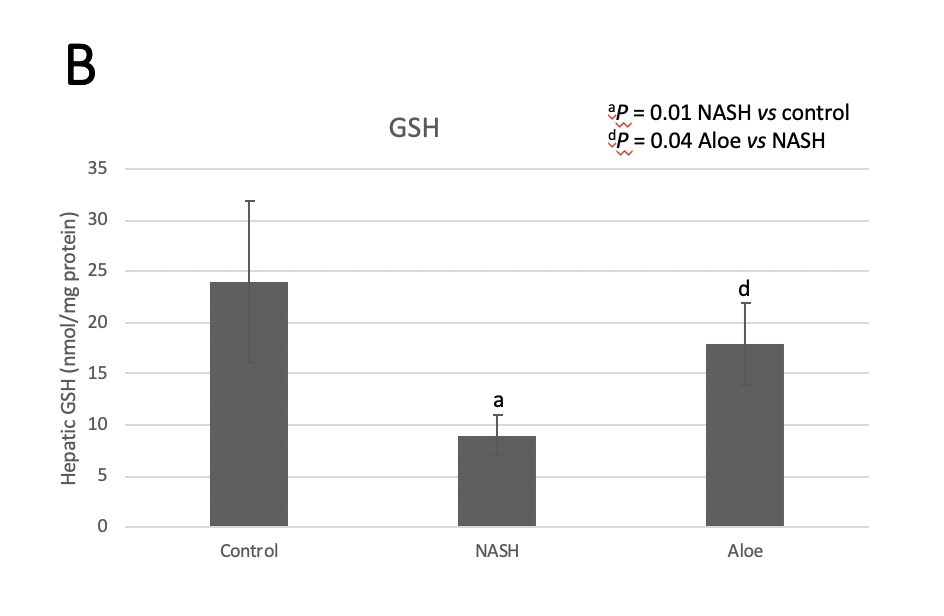 B
GSH
ᵃP = 0.01 NASH vs control
ᵈP = 0.04 Aloe vs NASH
Hepatic GSH (nmol/mg protein)
35
30
25
20
15
10
5
0
a
d
Control
NASH
Aloe